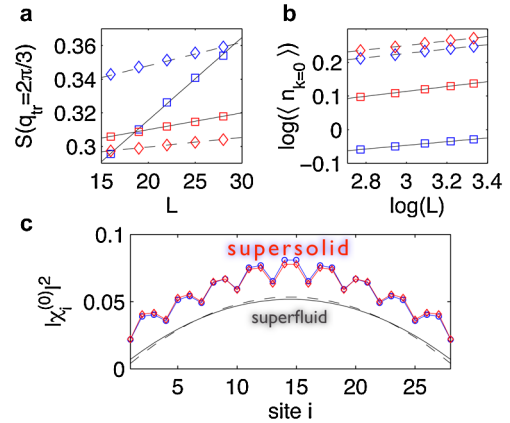 a
b
0.36
0.34
0.32
0.3
S(q_tr=2π/3)
15
20
25
30
L
0.2
0.1
0
−0.1
log(⟨ n_k=0 ⟩)
2.8
3
3.2
3.4
log(L)
c
0.1
0.05
0
|χ_i^(0)|^2
supersolid
superfluid
5
10
15
20
25
site i